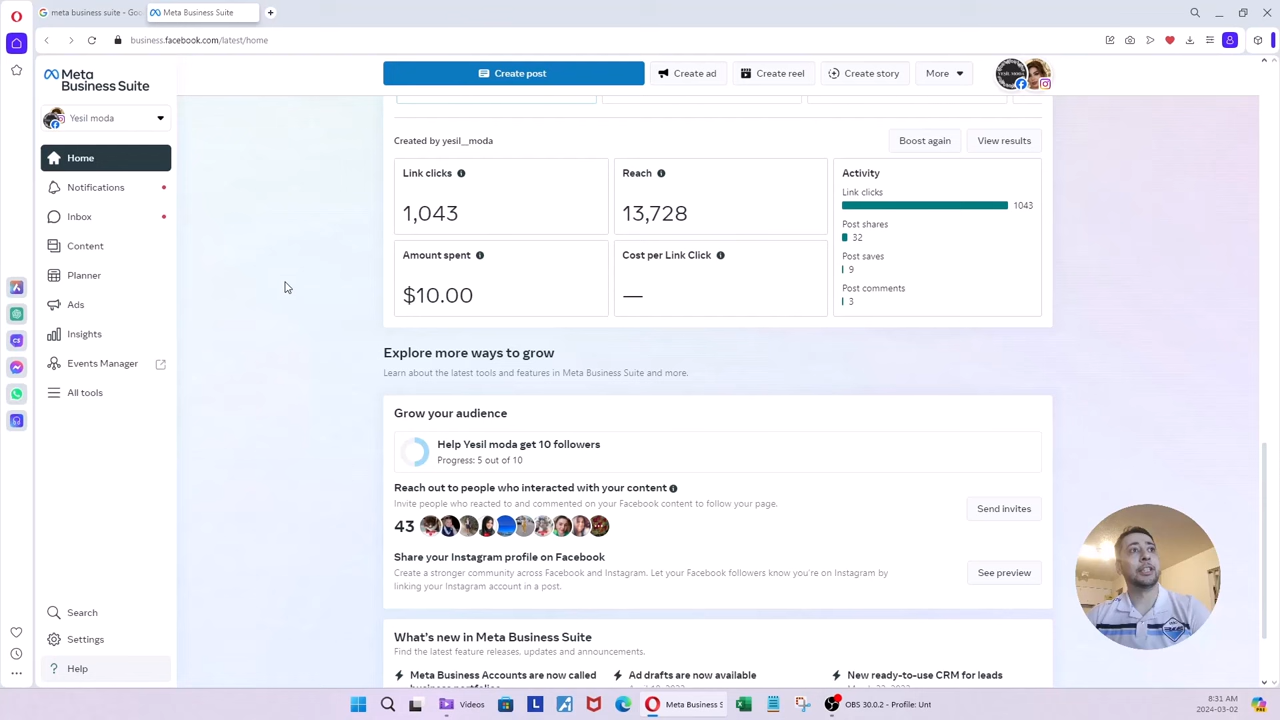 meta business suite - Goo
Meta Business Suite
business.facebook.com/latest/home
Meta
Business Suite
Yesil moda
Home
Notifications
Inbox
Content
Planner
Ads
Insights
Events Manager
All tools
Search
Settings
Help
Create post
Create ad
Create reel
Create story
More
YESIL MODA
Created by yesil__moda
Boost again
View results
Link clicks
1,043
Reach
13,728
Amount spent
$10.00
Cost per Link Click
—
Activity
Link clicks
1043
Post shares
32
Post saves
9
Post comments
3
Explore more ways to grow
Learn about the latest tools and features in Meta Business Suite and more.
Grow your audience
Help Yesil moda get 10 followers
Progress: 5 out of 10
Reach out to people who interacted with your content
Invite people who reacted to and commented on your Facebook content to follow your page.
43
Send invites
Share your Instagram profile on Facebook
Create a stronger community across Facebook and Instagram. Let your Facebook followers know you're on Instagram by
linking your Instagram account in a post.
See preview
What's new in Meta Business Suite
Find the latest feature releases, updates and announcements.
Meta Business Accounts are now called
Ad drafts are now available
New ready-to-use CRM for leads
Videos
Meta Business S
OBS 30.0.2 - Profile: Unt
8:31 AM
2024-03-02